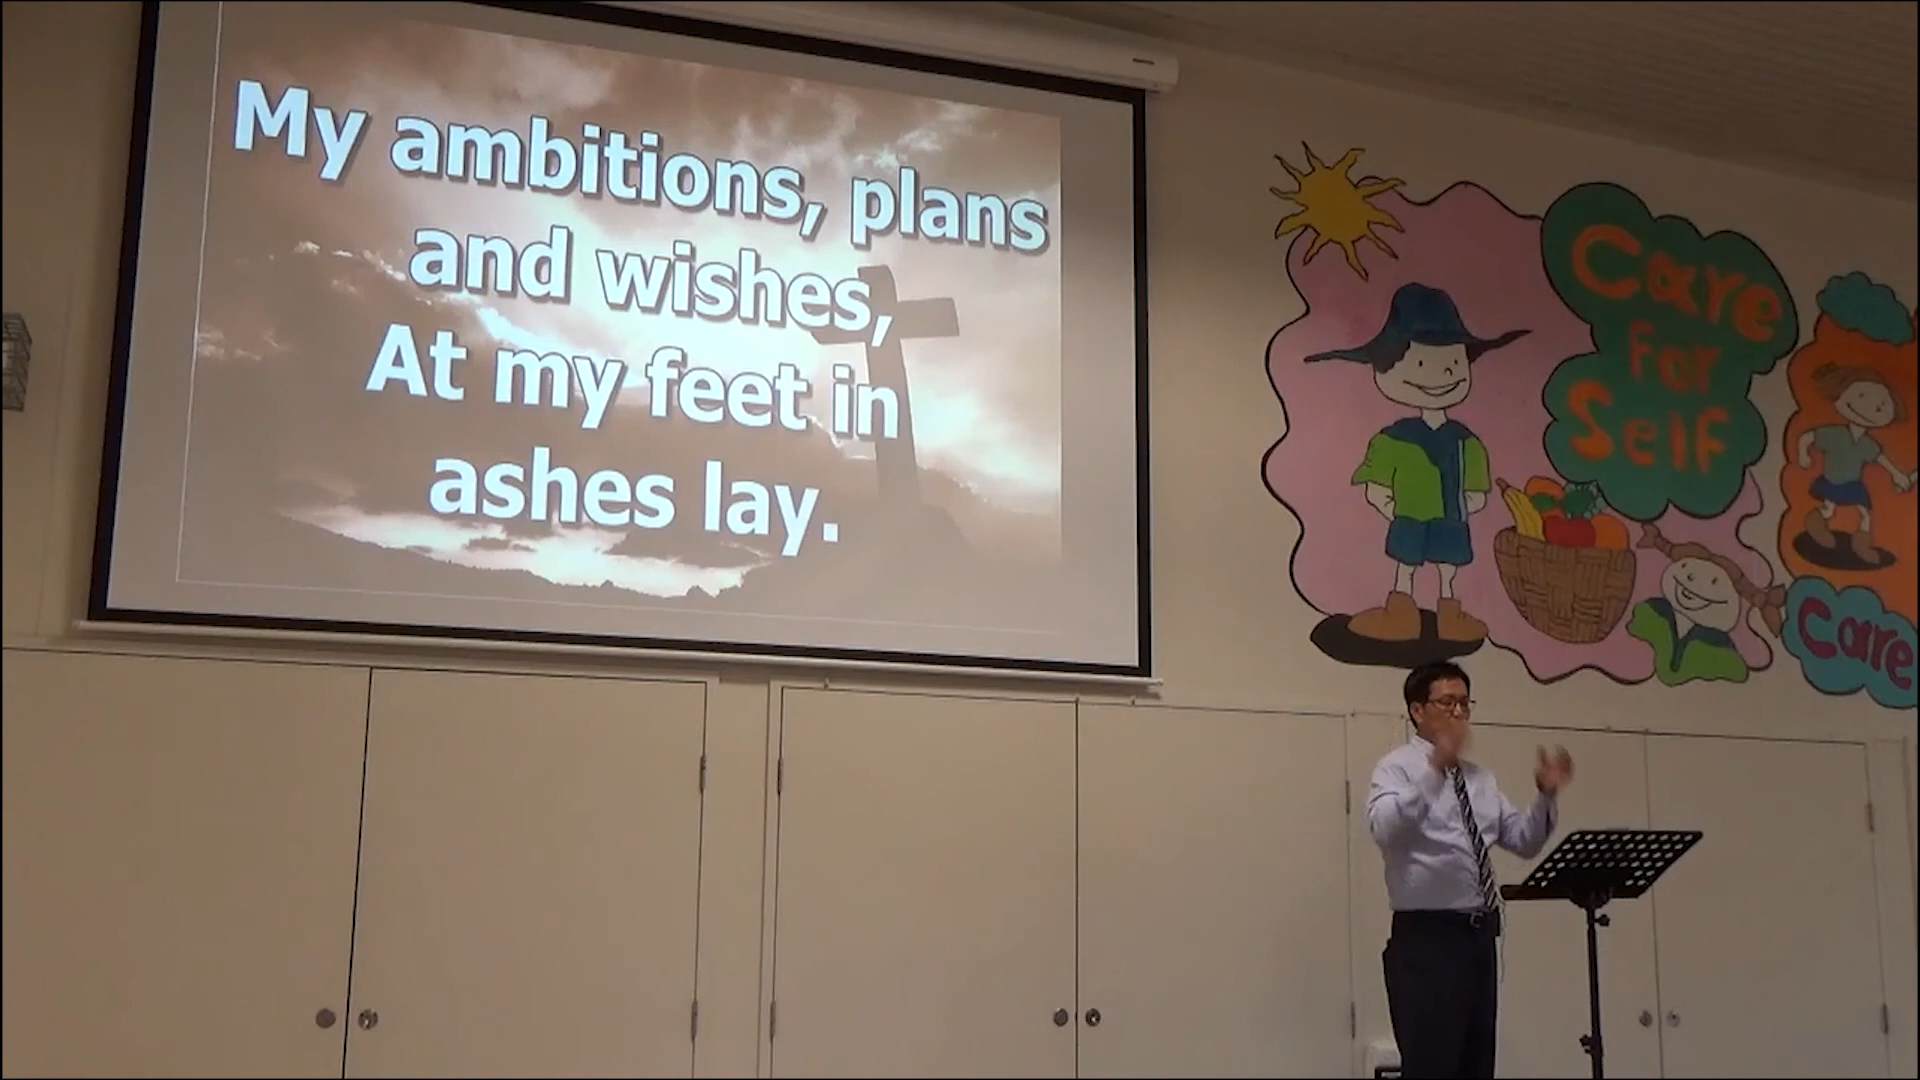 My ambitions, plans
and wishes,
At my feet in
ashes lay.
Care
For
Self
Care